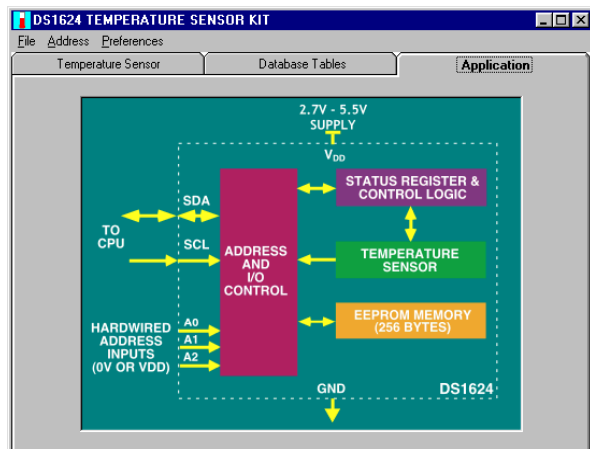 DS1624 TEMPERATURE SENSOR KIT
File Address Preferences
Temperature Sensor Database Tables Application
2.7V - 5.5V
SUPPLY
VDD
STATUS REGISTER &
CONTROL LOGIC
SDA
TO
CPU
SCL
ADDRESS
AND
I/O
CONTROL
TEMPERATURE
SENSOR
EEPROM MEMORY
(256 BYTES)
HARDWIRED
ADDRESS
INPUTS
(0V OR VDD)
A0
A1
A2
GND
DS1624